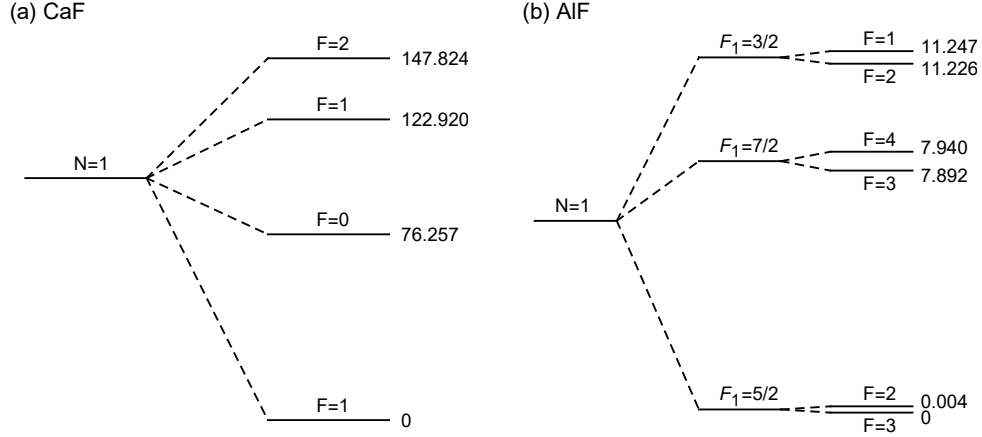 (a) CaF
F=2
147.824
F=1
122.920
N=1
F=0
76.257
F=1
0
(b) AlF
F₁=3/2
F=1
11.247
F=2
11.226
F₁=7/2
F=4
7.940
F=3
7.892
N=1
F₁=5/2
F=2
0.004
F=3
0